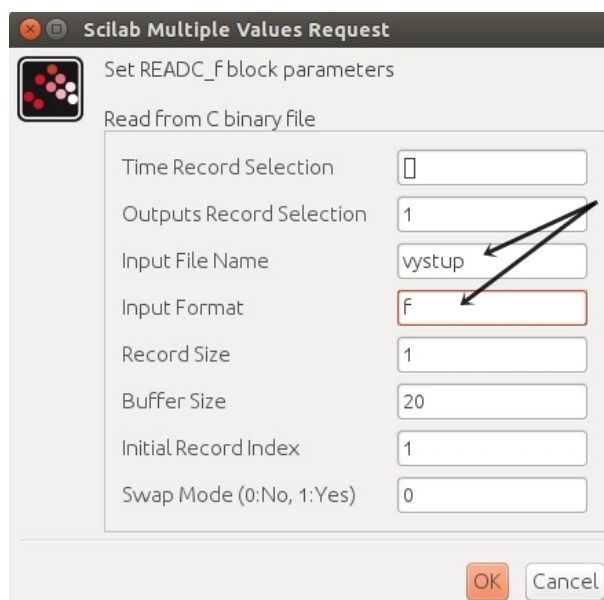 Scilab Multiple Values Request
Set READC_f block parameters
Read from C binary file
Time Record Selection []
Outputs Record Selection 1
Input File Name vystup
Input Format f
Record Size 1
Buffer Size 20
Initial Record Index 1
Swap Mode (0:No, 1:Yes) 0
OK Cancel